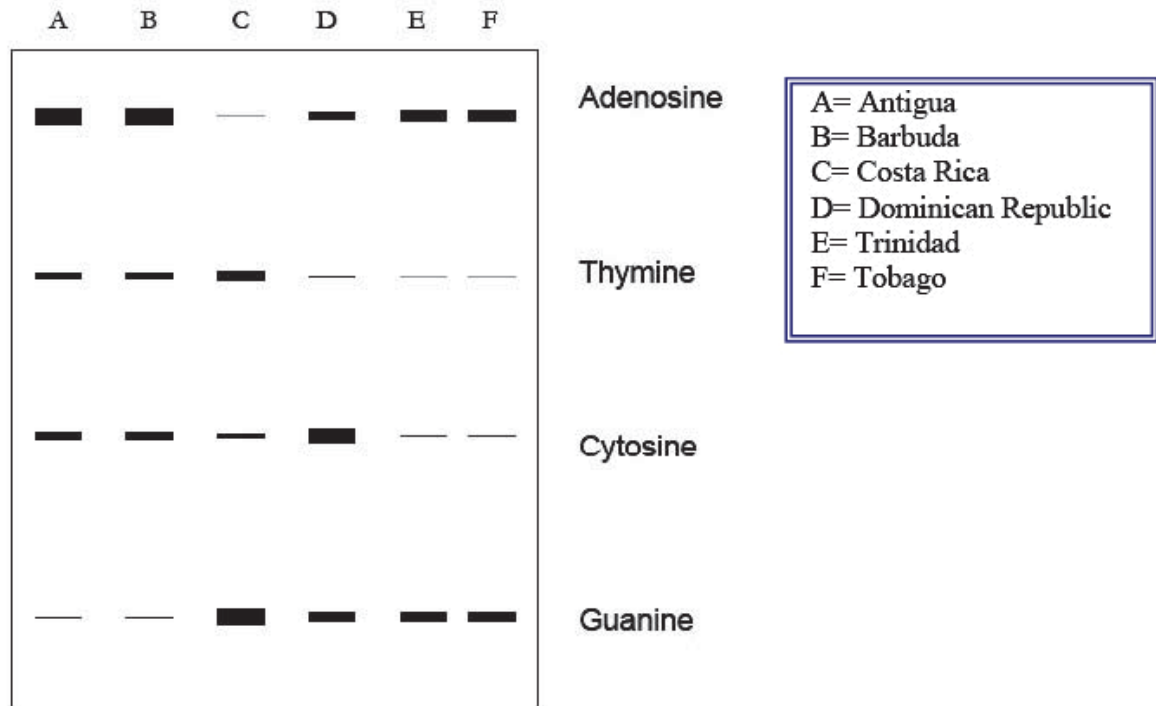 A B C D E F
Adenosine
Thymine
Cytosine
Guanine
A= Antigua
B= Barbuda
C= Costa Rica
D= Dominican Republic
E= Trinidad
F= Tobago